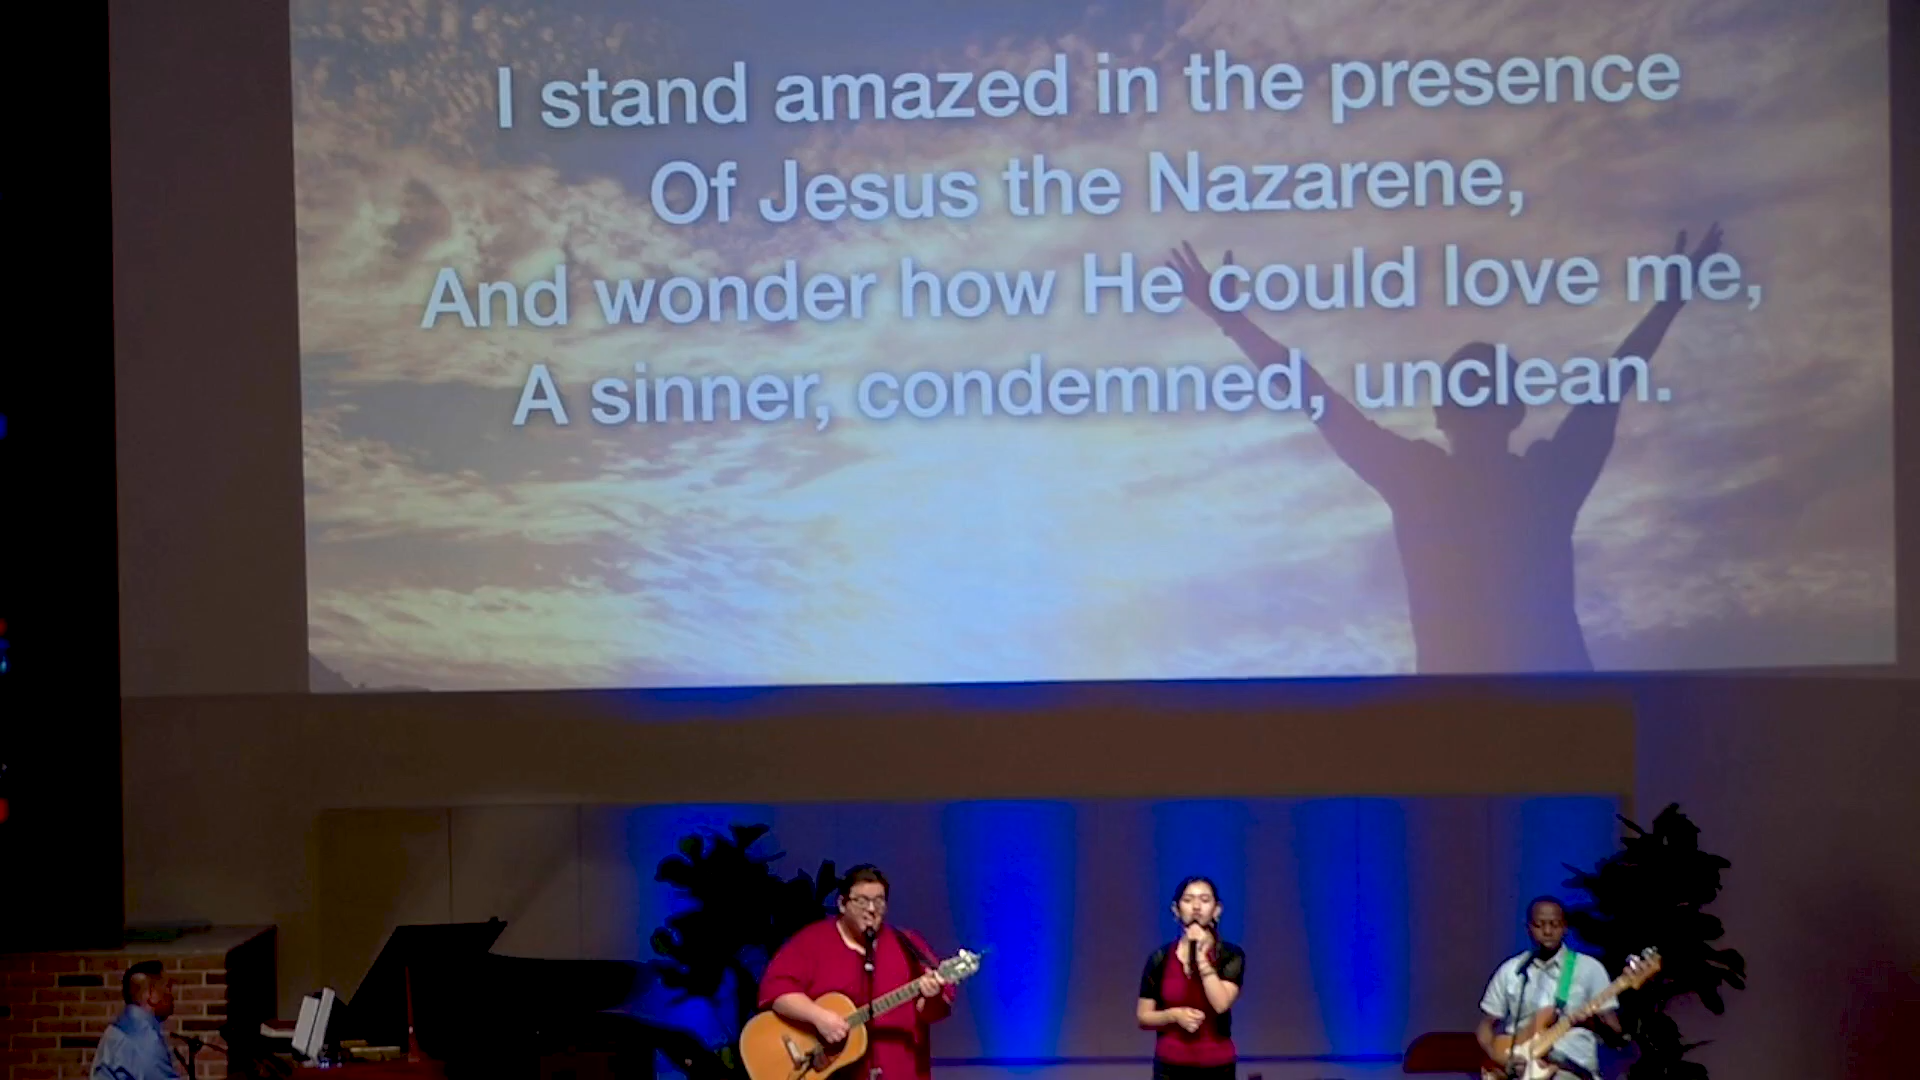 I stand amazed in the presence
Of Jesus the Nazarene,
And wonder how He could love me,
A sinner, condemned, unclean.